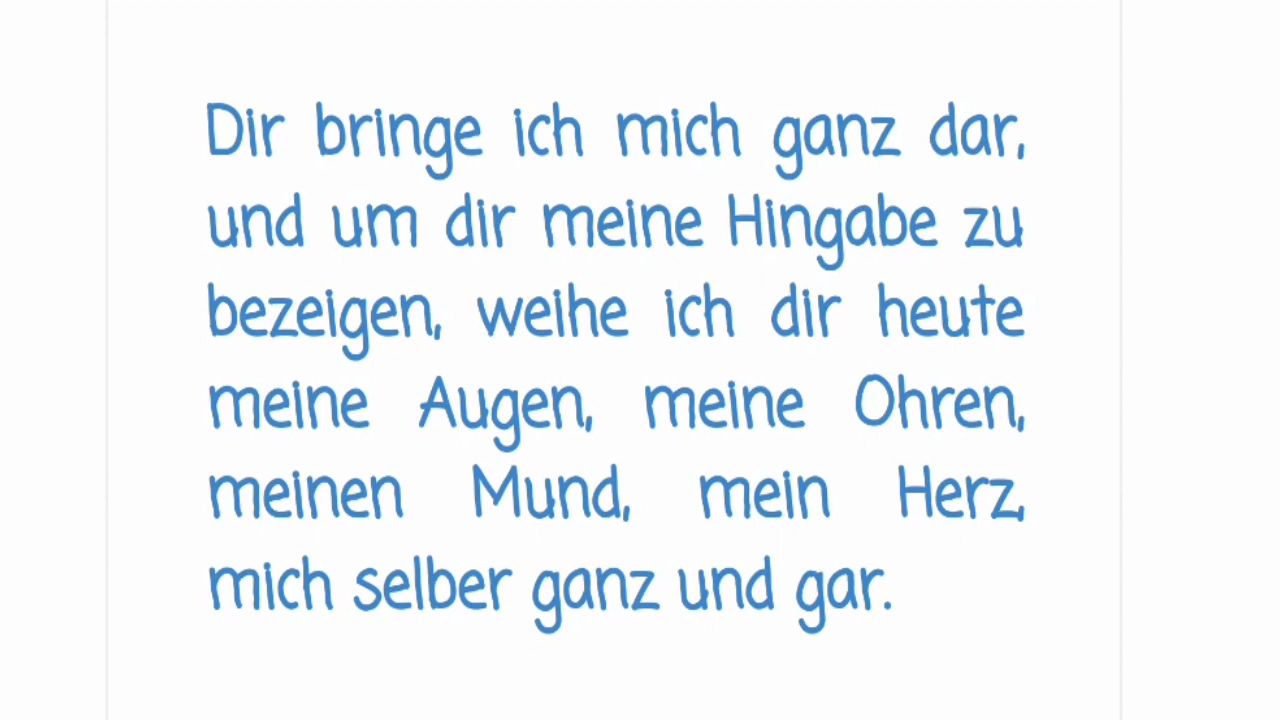 Dir bringe ich mich ganz dar,
und um dir meine Hingabe zu
bezeigen, weihe ich dir heute
meine Augen, meine Ohren,
meinen Mund, mein Herz,
mich selber ganz und gar.